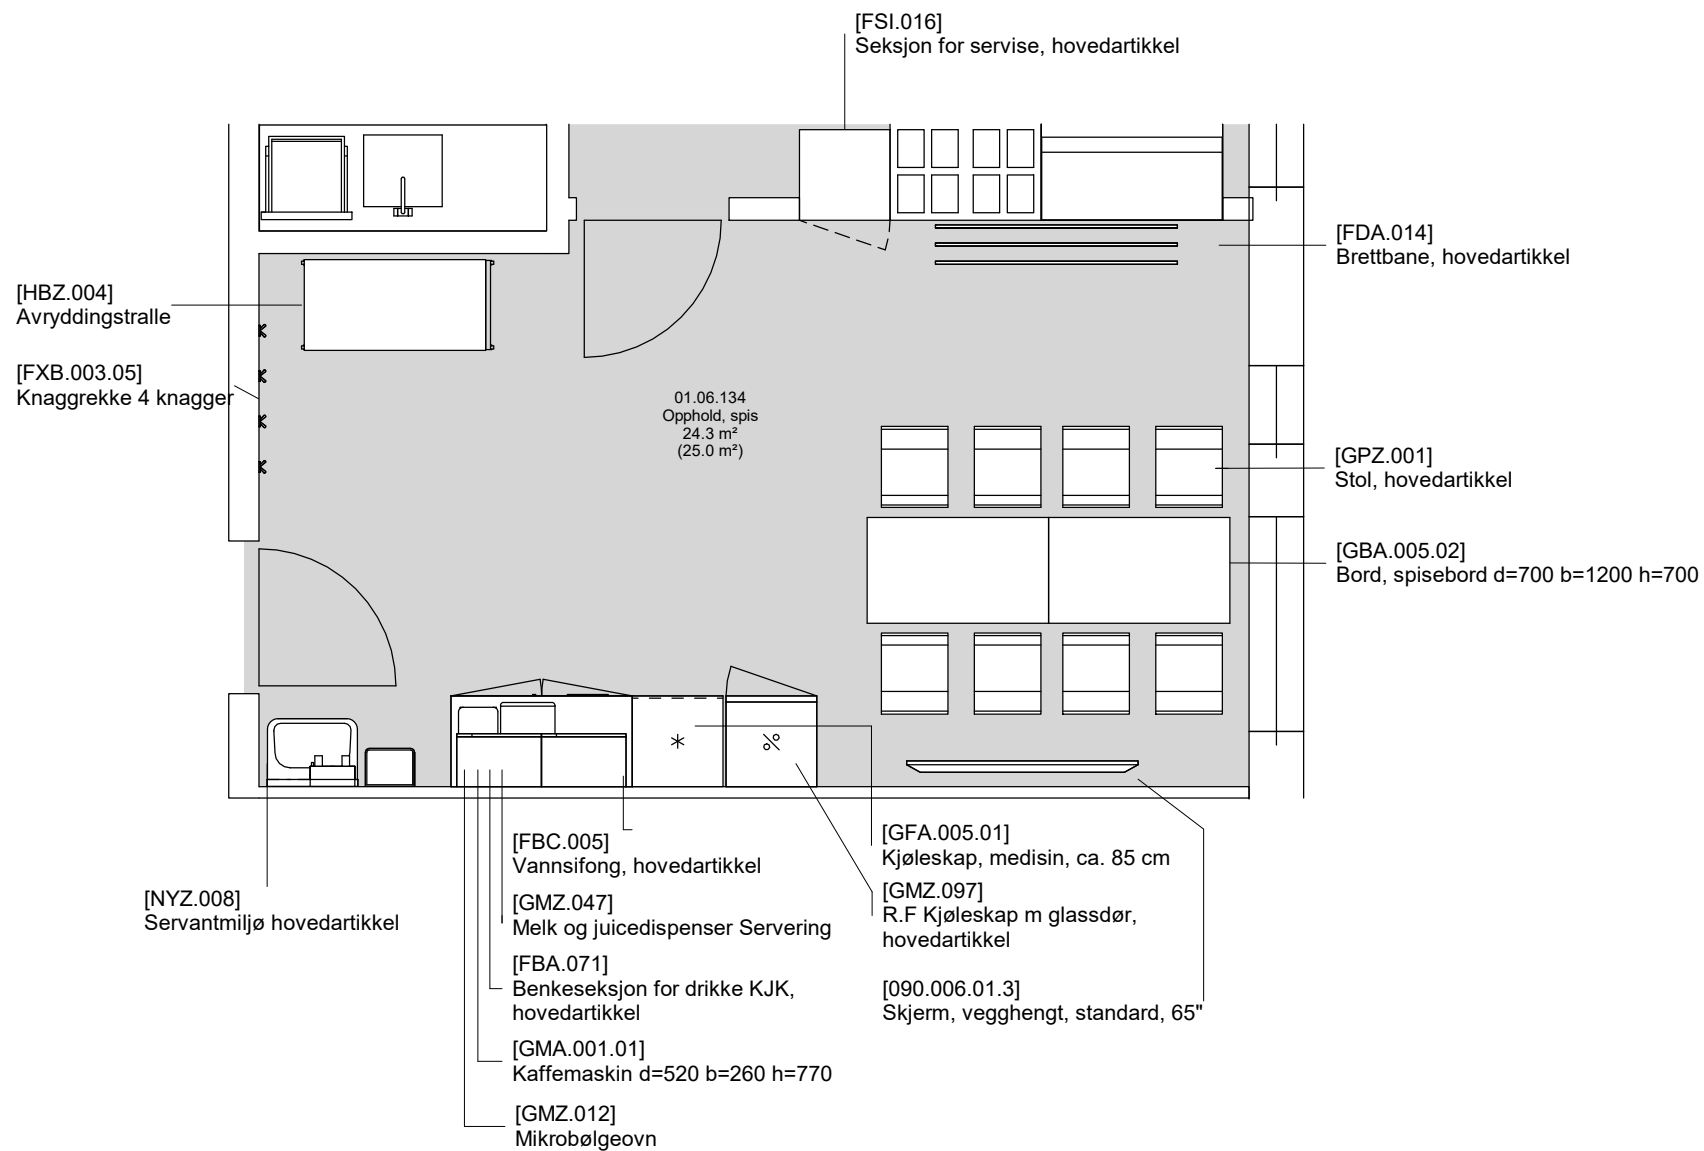 [FSI.016]
Seksjon for servise, hovedartikkel
[FDA.014]
Brettbane, hovedartikkel
[HBZ.004]
Avryddingstralle
[FXB.003.05]
Knaggrekke 4 knagger
01.06.134
Opphold, spis
24.3 m²
(25.0 m²)
[GPZ.001]
Stol, hovedartikkel
[GBA.005.02]
Bord, spisebord d=700 b=1200 h=700
%
[FBC.005]
Vannsifong, hovedartikkel
[GFA.005.01]
Kjøleskap, medisin, ca. 85 cm
[NYZ.008]
Servantmiljø hovedartikkel
[GMZ.047]
Melk og juicedispenser Servering
[GMZ.097]
R.F Kjøleskap m glassdør,
hovedartikkel
[FBA.071]
Benkeseksjon for drikke KJK,
hovedartikkel
[090.006.01.3]
Skjerm, vegghengt, standard, 65"
[GMA.001.01]
Kaffemaskin d=520 b=260 h=770
[GMZ.012]
Mikrobølgeovn